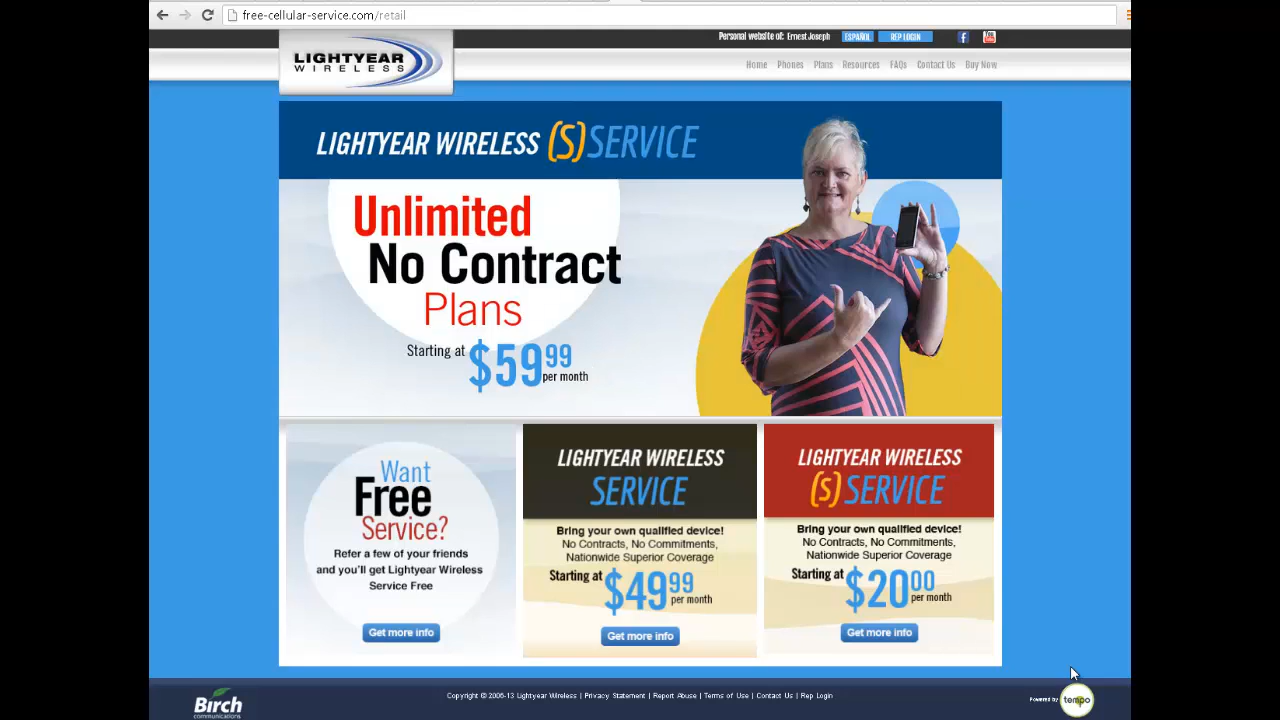 free-cellular-service.com/retail
Personal website of: Ernest Joseph
ESPAÑOL
REP LOGIN
LIGHTYEAR
WIRELESS
Home Phones Plans Resources FAQs Contact Us Buy Now
LIGHTYEAR WIRELESS (S)SERVICE
Unlimited
No Contract
Plans
Starting at $59.99 per month
Want
Free
Service?
Refer a few of your friends
and you'll get Lightyear Wireless
Service Free
Get more info
LIGHTYEAR WIRELESS
SERVICE
Bring your own qualified device!
No Contracts, No Commitments,
Nationwide Superior Coverage
Starting at $49.99 per month
Get more info
LIGHTYEAR WIRELESS
(S)SERVICE
Bring your own qualified device!
No Contracts, No Commitments,
Nationwide Superior Coverage
Starting at $20.00 per month
Get more info
Birch
communications
Copyright © 2006-13 Lightyear Wireless | Privacy Statement | Report Abuse | Terms of Use | Contact Us | Rep Login
Powered by tempo